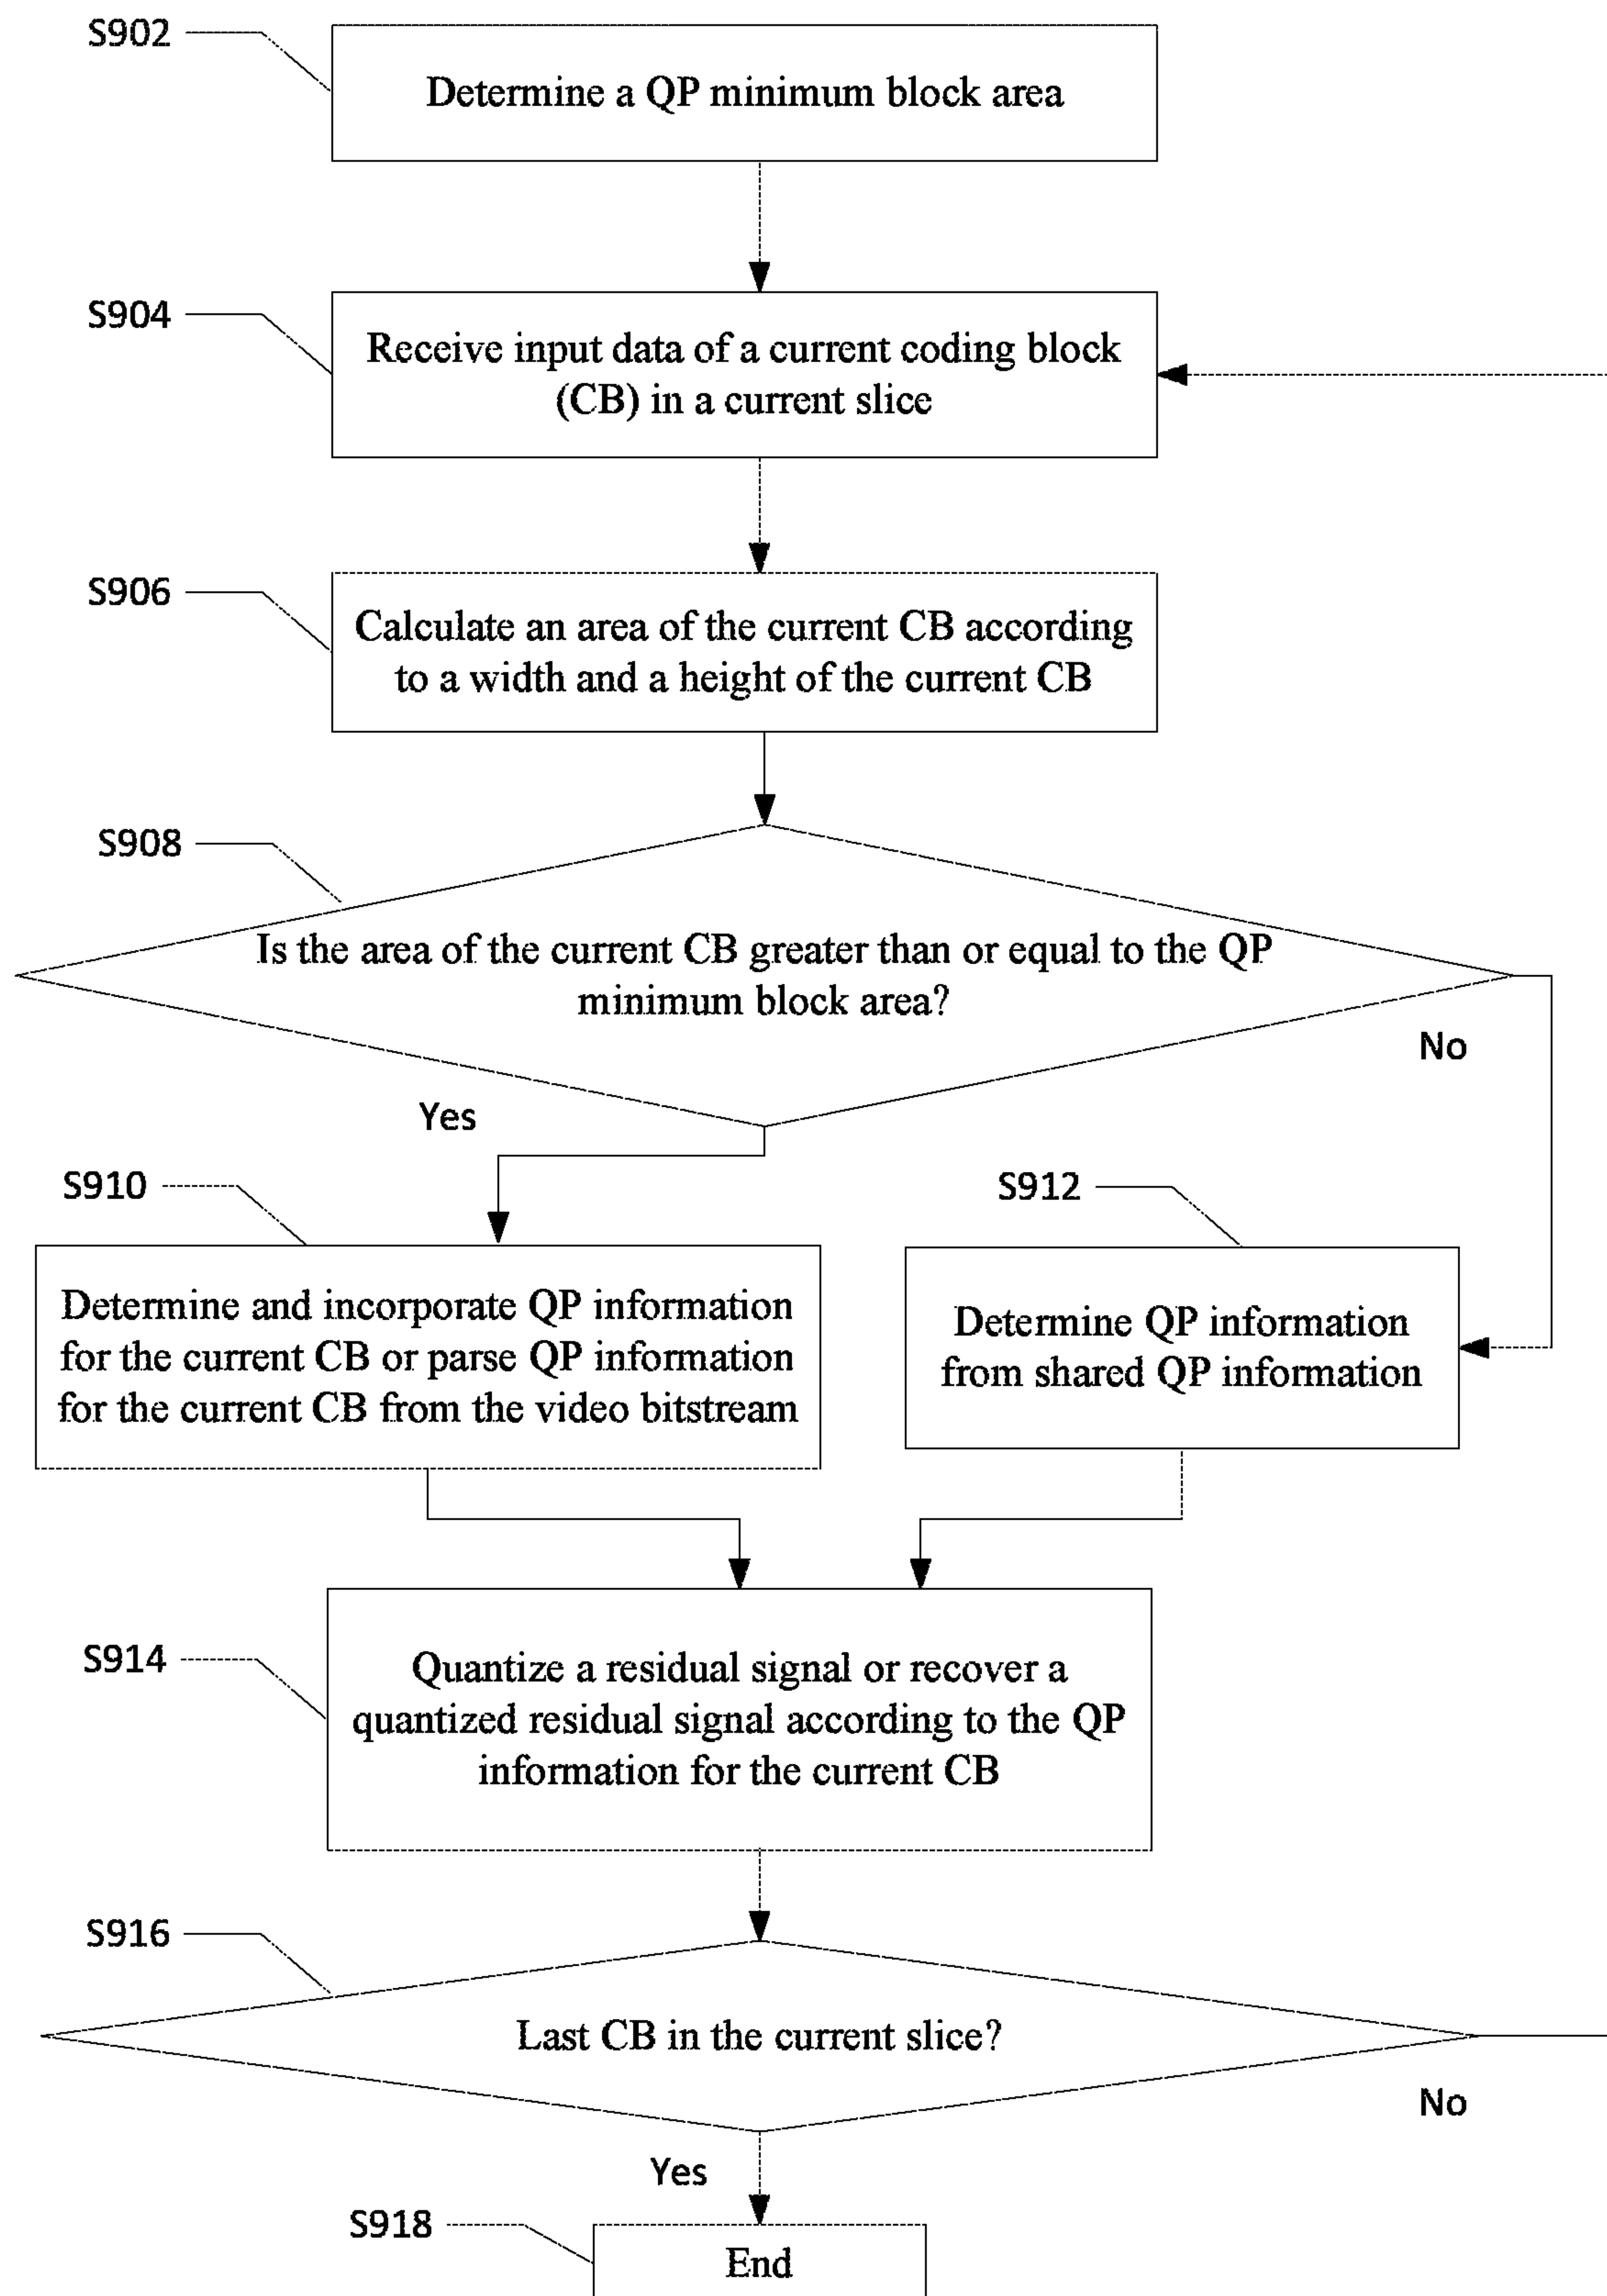 S902
Determine a QP minimum block area
S904
Receive input data of a current coding block
(CB) in a current slice
S906
Calculate an area of the current CB according
to a width and a height of the current CB
S908
Is the area of the current CB greater than or equal to the QP
minimum block area?
No
Yes
S910
S912
Determine and incorporate QP information
for the current CB or parse QP information
for the current CB from the video bitstream
Determine QP information
from shared QP information
S914
Quantize a residual signal or recover a
quantized residual signal according to the QP
information for the current CB
S916
Last CB in the current slice?
No
Yes
S918
End